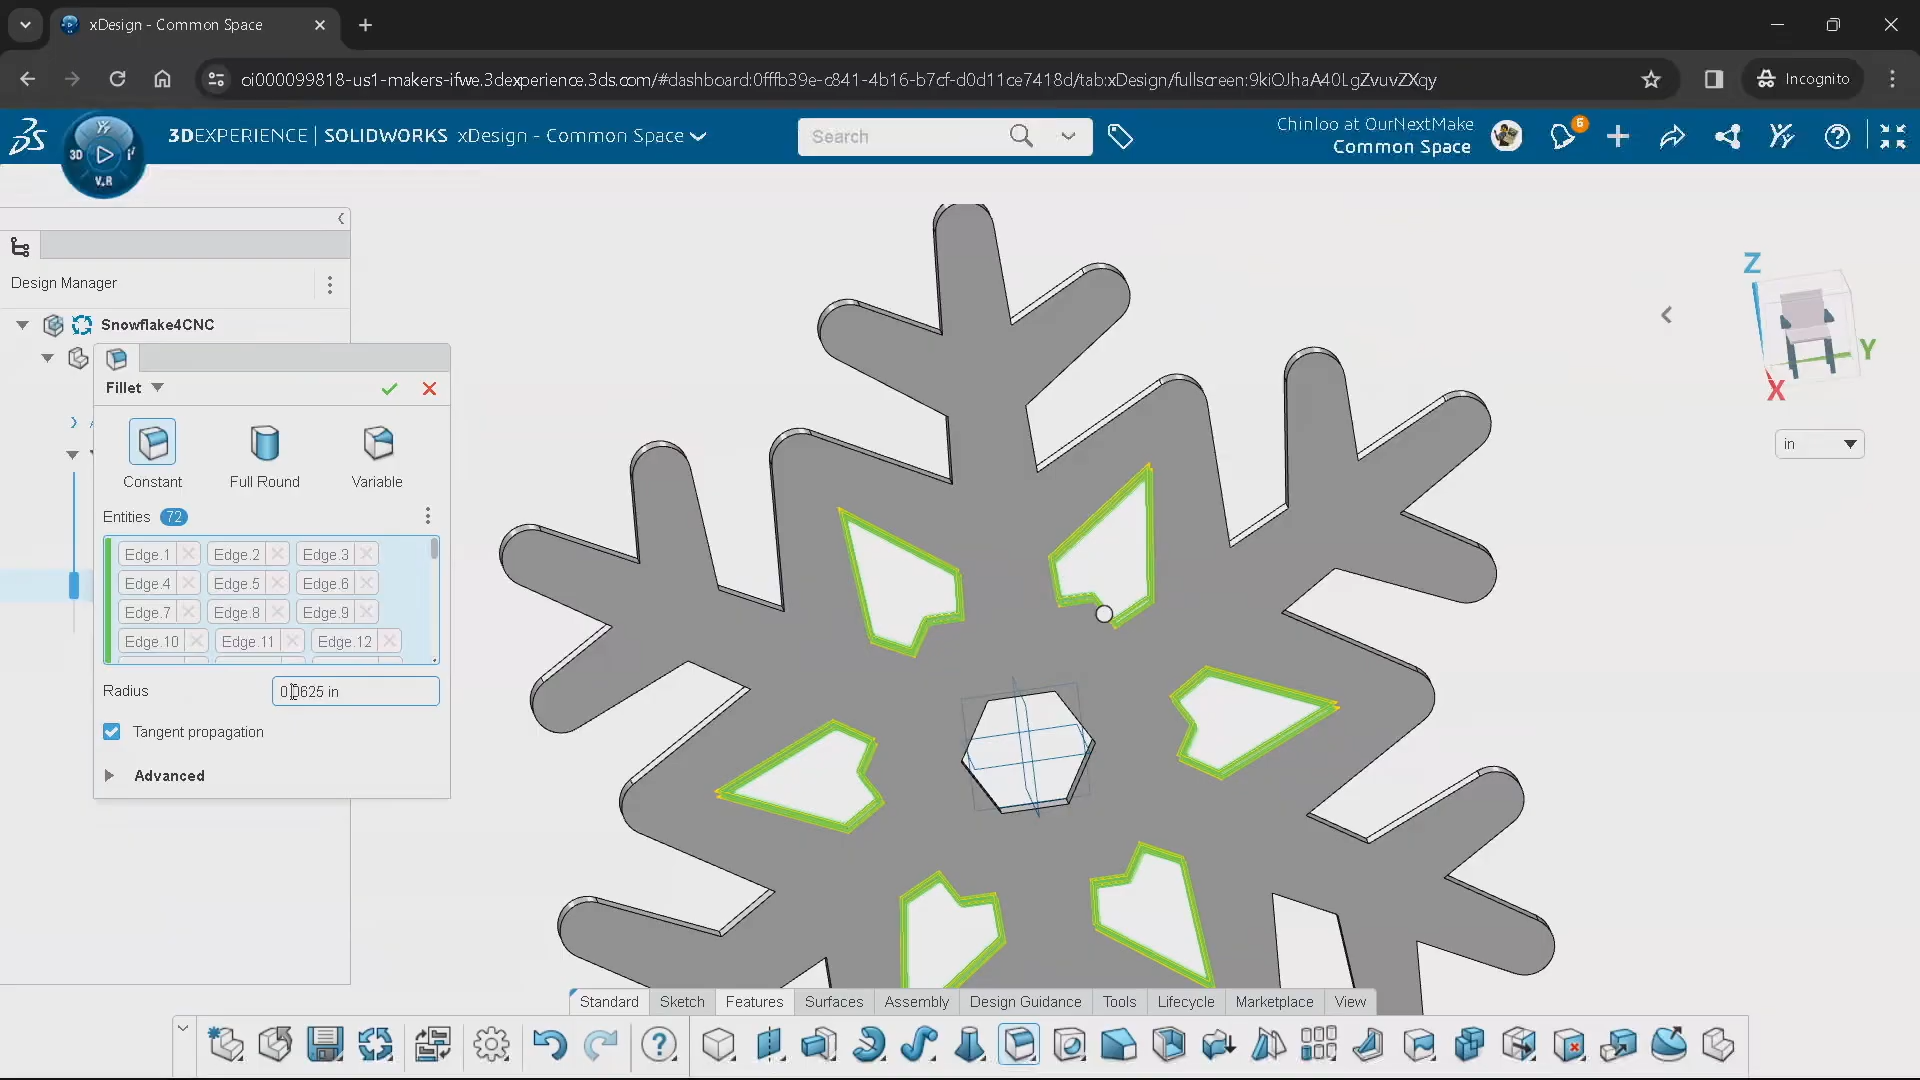 xDesign - Common Space
oi000099818-us1-makers-ifwe.3dexperience.3ds.com/#dashboard:0fffb39e-c841-4b16-b7cf-d0d11ce7418d/tab:xDesign/fullscreen:9kiOJhaA40LgZvuvZXqy
Incognito
3DEXPERIENCE | SOLIDWORKS xDesign - Common Space
Search
Chinloo at OurNextMake
Common Space
6
3D
V.R
Design Manager
Snowflake4CNC
Fillet
Constant
Full Round
Variable
Entities 72
Edge.1 Edge.2 Edge.3
Edge.4 Edge.5 Edge.6
Edge.7 Edge.8 Edge.9
Edge.10 Edge.11 Edge.12
Radius
0.0625 in
Tangent propagation
Advanced
Z
Y
X
in
Standard Sketch Features Surfaces Assembly Design Guidance Tools Lifecycle Marketplace View